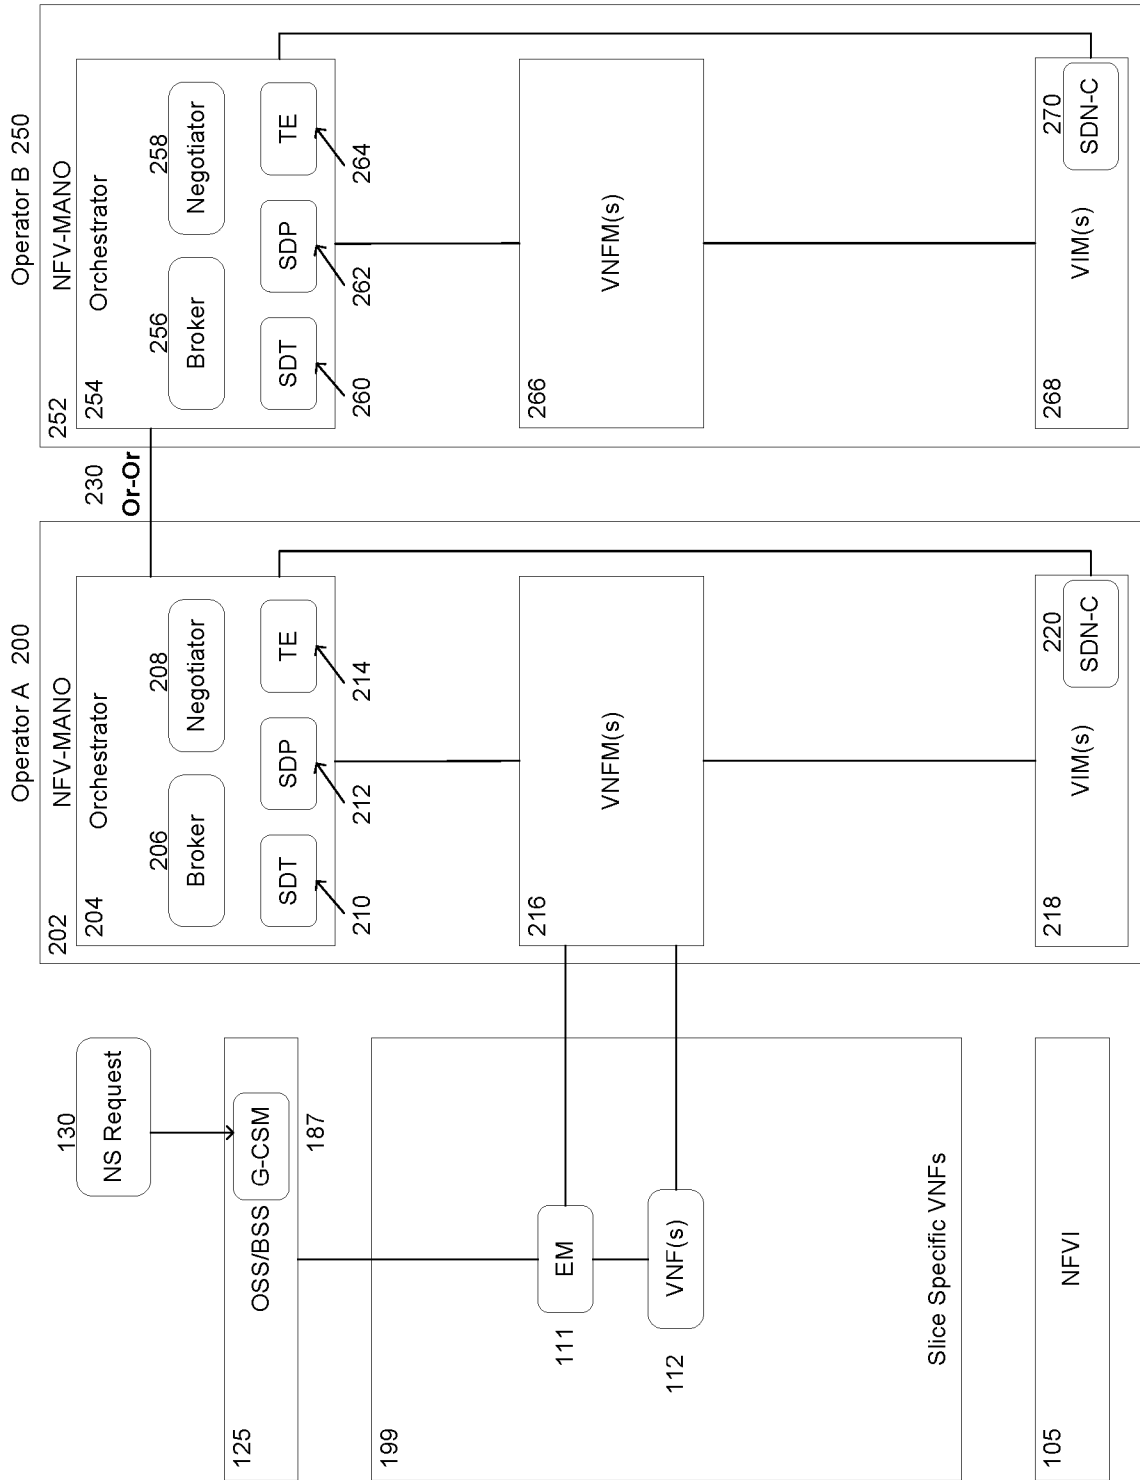 130
NS Request
125
OSS/BSS
G-CSM
187
199
111
EM
112
VNF(s)
Slice Specific VNFs
105
NFVI
Operator A 200
202
NFV-MANO
204
Orchestrator
206
Broker
208
Negotiator
SDT
SDP
TE
210
212
214
216
VNFM(s)
218
VIM(s)
220
SDN-C
230
Or-Or
Operator B 250
252
NFV-MANO
254
Orchestrator
256
Broker
258
Negotiator
SDT
SDP
TE
260
262
264
266
VNFM(s)
268
VIM(s)
270
SDN-C